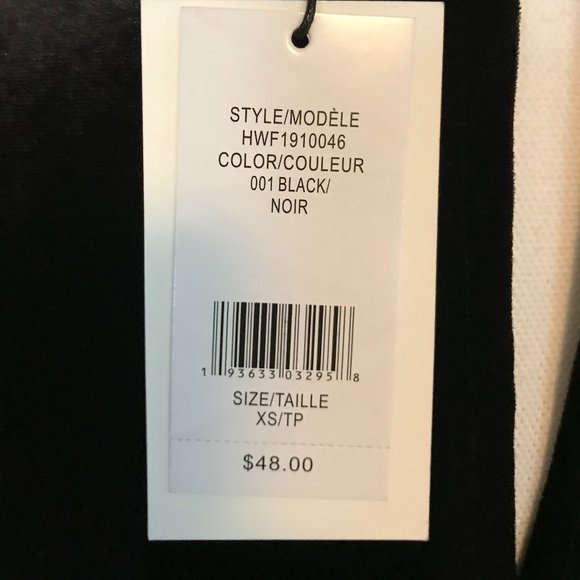 STYLE/MODÈLE
HWF1910046
COLOR/COULEUR
001 BLACK/
NOIR
1 93633 03295 8
SIZE/TAILLE
XS/TP
$48.00